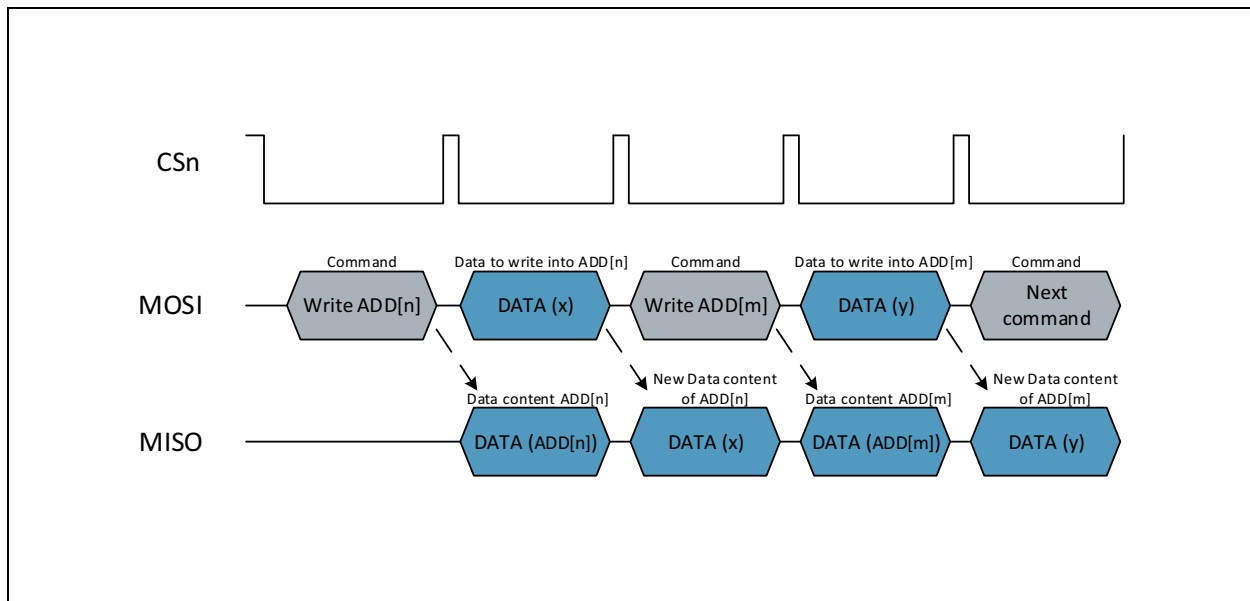 CSn
Command
Data to write into ADD[n]
Command
Data to write into ADD[m]
Command
MOSI
Write ADD[n]
DATA (x)
Write ADD[m]
DATA (y)
Next
command
Data content ADD[n]
New Data content
of ADD[n]
Data content ADD[m]
New Data content
of ADD[m]
MISO
DATA (ADD[n])
DATA (x)
DATA (ADD[m])
DATA (y)